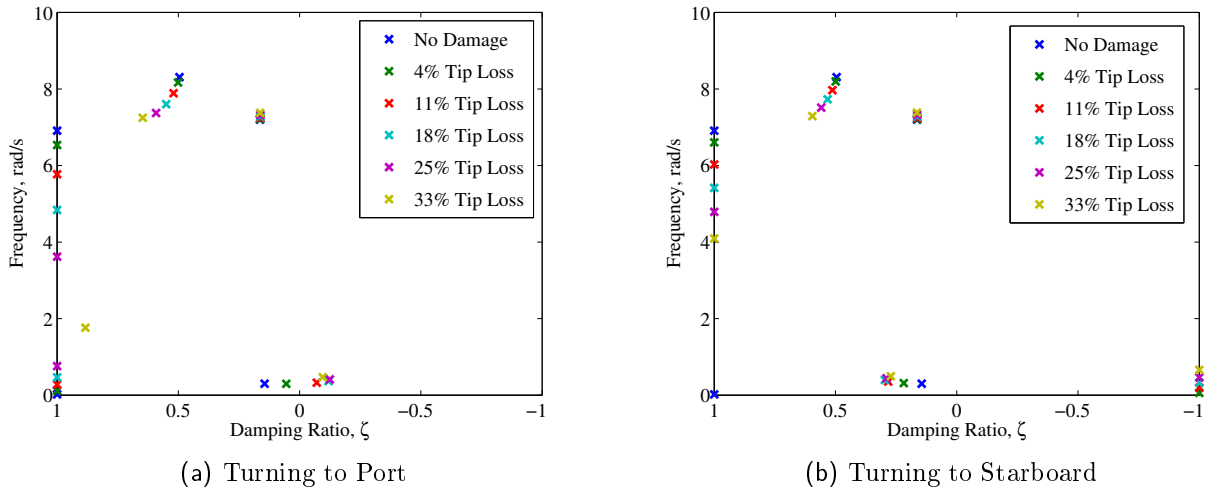 10
8
6
4
2
0
1
0.5
0
−0.5
−1
Frequency, rad/s
Damping Ratio, ζ
No Damage
4% Tip Loss
11% Tip Loss
18% Tip Loss
25% Tip Loss
33% Tip Loss
(a) Turning to Port
10
8
6
4
2
0
1
0.5
0
−0.5
−1
Frequency, rad/s
Damping Ratio, ζ
No Damage
4% Tip Loss
11% Tip Loss
18% Tip Loss
25% Tip Loss
33% Tip Loss
(b) Turning to Starboard